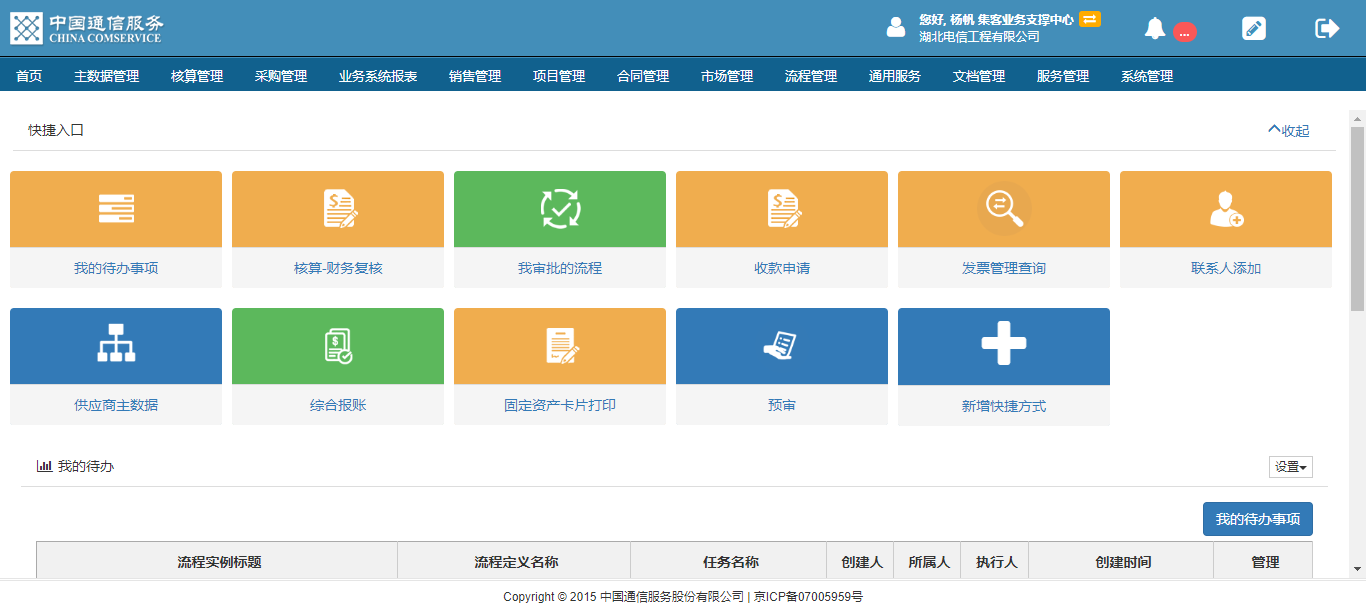 中国通信服务
CHINA COMSERVICE
您好, 杨帆 集客业务支撑中心
湖北电信工程有限公司
...
首页 主数据管理 核算管理 采购管理 业务系统报表 销售管理 项目管理 合同管理 市场管理 流程管理 通用服务 文档管理 服务管理 系统管理
快捷入口
收起
我的待办事项 核算-财务复核 我审批的流程 收款申请 发票管理查询 联系人添加
供应商主数据 综合报账 固定资产卡片打印 预审 新增快捷方式
我的待办
设置
我的待办事项
流程实例标题 流程定义名称 任务名称 创建人 所属人 执行人 创建时间 管理
Copyright © 2015 中国通信服务股份有限公司 | 京ICP备07005959号